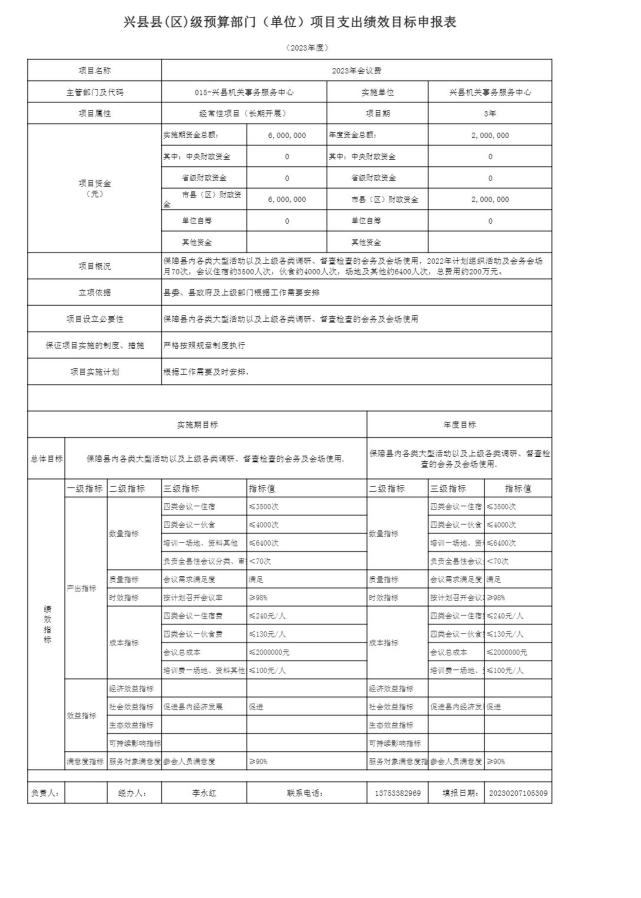 兴县县(区)级预算部门（单位）项目支出绩效目标申报表
（2023年度）
项目名称 2023年会议费
主管部门及代码 015-兴县机关事务服务中心 实施单位 兴县机关事务服务中心
项目属性 经常性项目（长期开展） 项目期 3年
项目资金
（元）
实施期资金总额： 6,000,000 年度资金总额： 2,000,000
其中：中央财政资金 0 其中：中央财政资金 0
省级财政资金 0 省级财政资金 0
市县（区）财政资金 6,000,000 市县（区）财政资金 2,000,000
单位自筹 0 单位自筹 0
其他资金 其他资金
项目概况 保障县内各类大型活动以及上级各类调研、督查检查的会务及会场使用，2022年计划组织活动及会务会场
月70次，会议住宿约3500人次，伙食约4000人次，场地及其他约6400人次，总费用约200万元。
立项依据 县委、县政府及上级部门根据工作需要安排
项目设立必要性 保障县内各类大型活动以及上级各类调研、督查检查的会务及会场使用
保证项目实施的制度、措施 严格按照规章制度执行
项目实施计划 根据工作需要及时安排.
实施期目标 年度目标
总体目标 保障县内各类大型活动以及上级各类调研、督查检查的会务及会场使用. 保障县内各类大型活动以及上级各类调研、督查检
查的会务及会场使用.
绩效指标
一级指标 二级指标 三级指标 指标值 二级指标 三级指标 指标值
产出指标
数量指标 四类会议一住宿 ≤3500次 数量指标 四类会议一住宿 ≤3500次
四类会议一伙食 ≤4000次 四类会议一伙食 ≤4000次
培训一场地、资料其他 ≤6400次 培训一场地、资 ≤6400次
负责全县性会议分类、审 <70次 负责全县性会议 <70次
质量指标 会议需求满足度 满足 质量指标 会议需求满足度 满足
时效指标 按计划召开会议率 ≥98% 时效指标 按计划召开会议 ≥98%
成本指标 四类会议一住宿费 ≤240元/人 成本指标 四类会议一住宿 ≤240元/人
四类会议一伙食费 ≤130元/人 四类会议一伙食 ≤130元/人
会议总成本 ≤2000000元 会议总成本 ≤2000000元
培训费一场地、资料其他 ≤100元/人 培训费一场地、 ≤100元/人
效益指标
经济效益指标 经济效益指标
社会效益指标 促进县内经济发展 促进 社会效益指标 促进县内经济发 促进
生态效益指标 生态效益指标
可持续影响指标 可持续影响指标
满意度指标 服务对象满意度 参会人员满意度 ≥90% 服务对象满意度指 参会人员满意度 ≥90%
负责人： 经办人： 李永红 联系电话： 13753382969 填报日期： 20230207105309